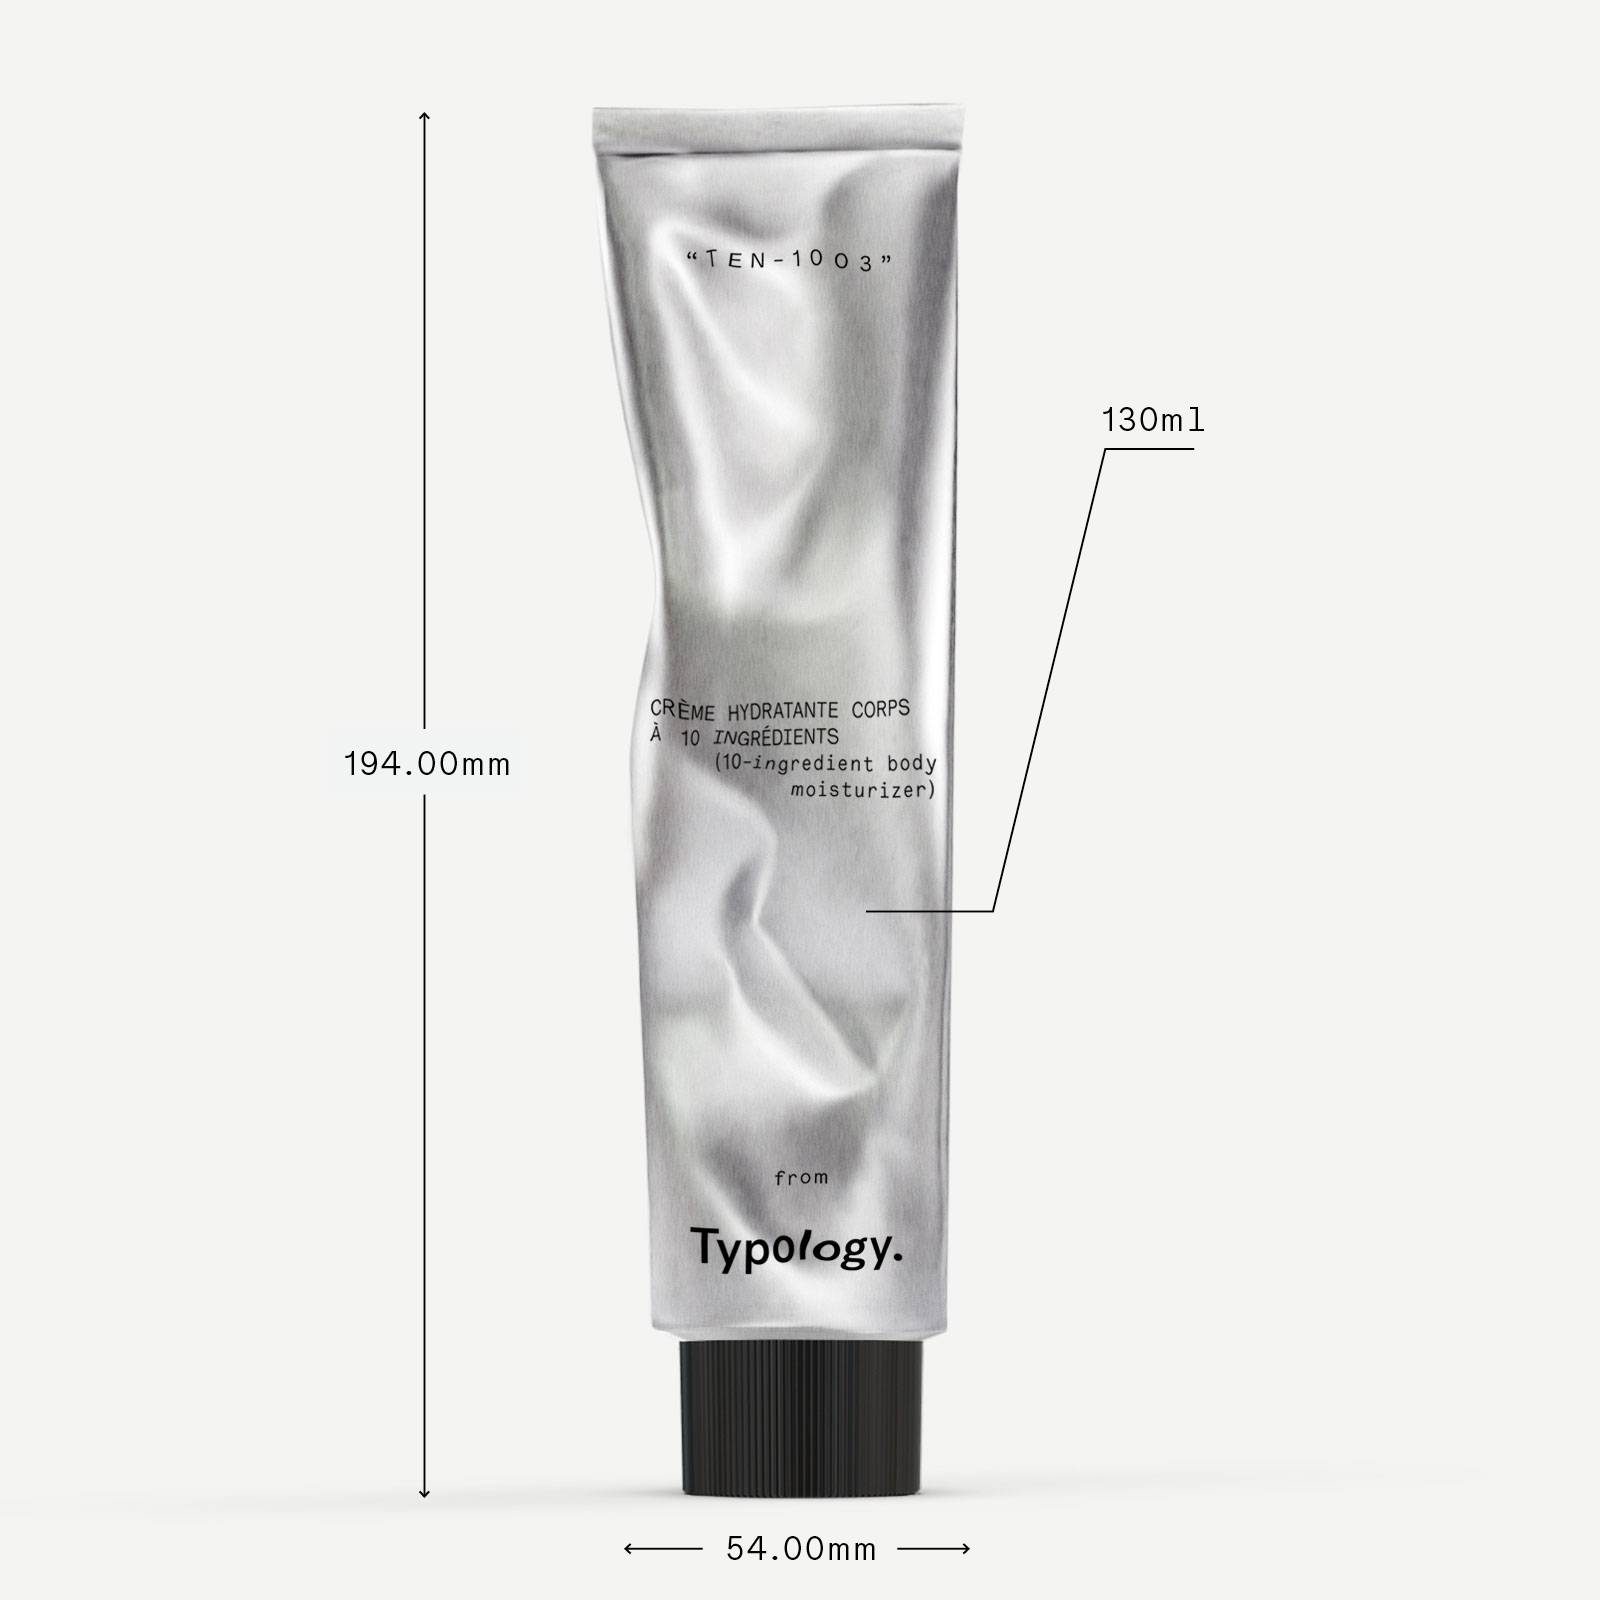 “TEN-1003”
130ml
CRÈME HYDRATANTE CORPS
À 10 INGRÉDIENTS
(10-ingredient body
moisturizer)
194.00mm
from
Typology.
54.00mm